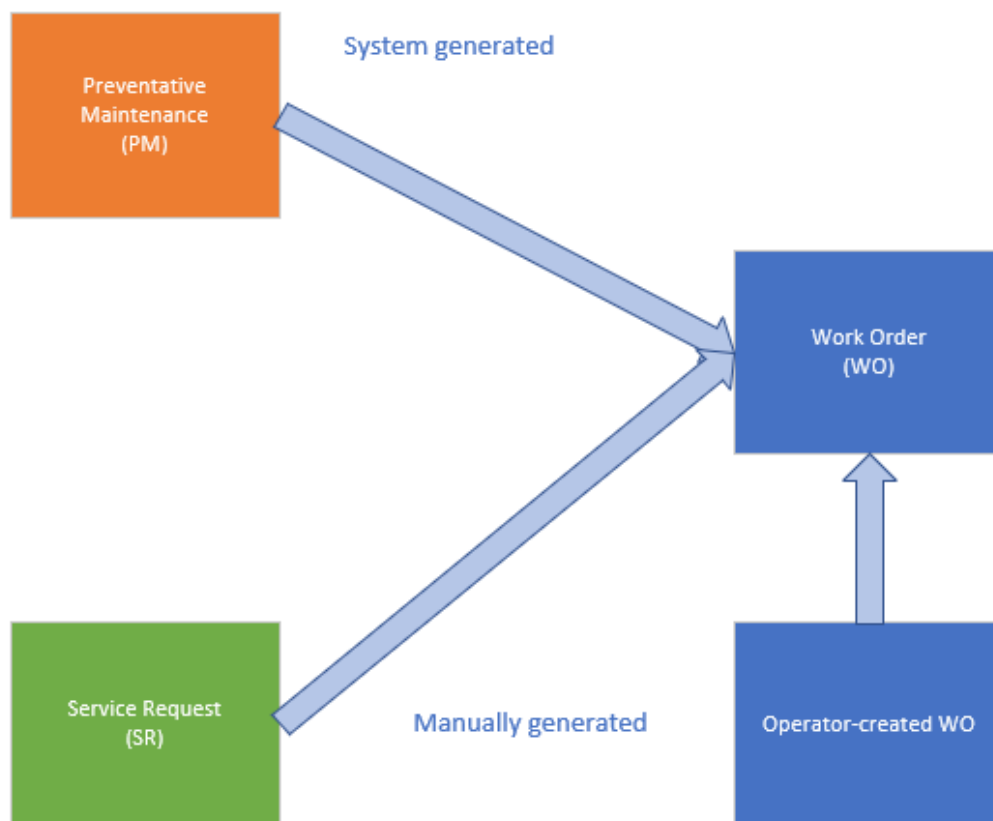 System generated
Preventative
Maintenance
(PM)
Work Order
(WO)
Service Request
(SR)
Manually generated
Operator-created WO